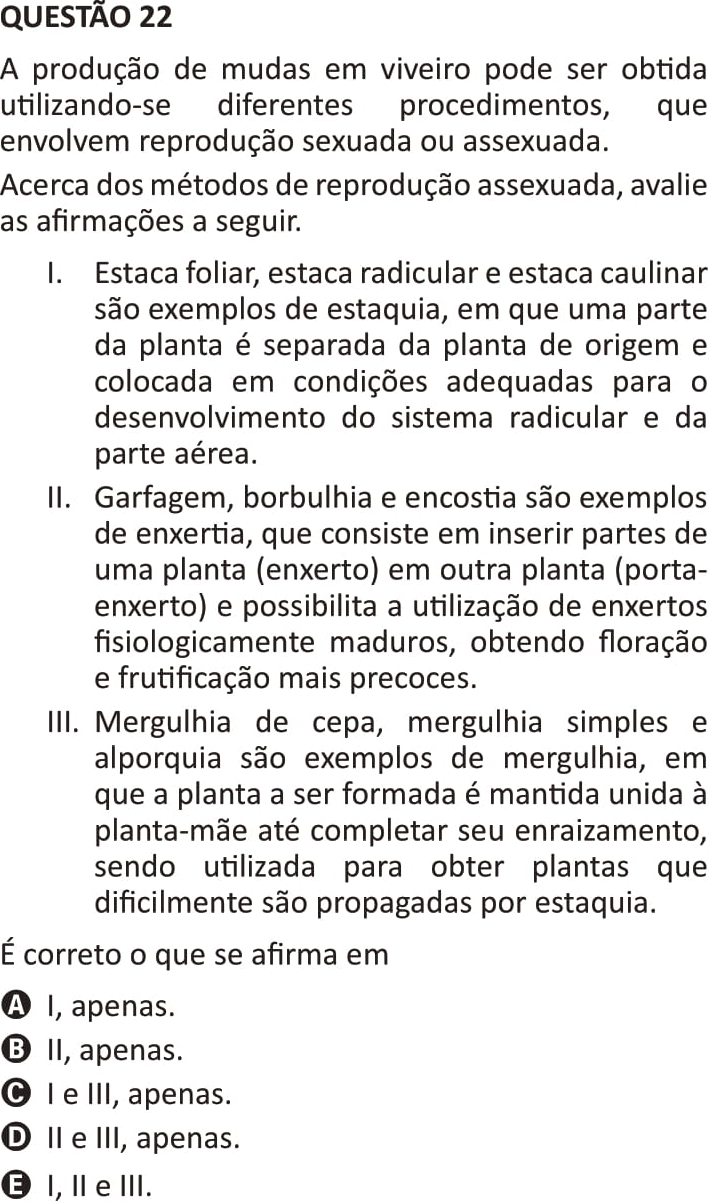 QUESTÃO 22
A produção de mudas em viveiro pode ser obtida
utilizando-se diferentes procedimentos, que
envolvem reprodução sexuada ou assexuada.
Acerca dos métodos de reprodução assexuada, avalie
as afirmações a seguir.
I. Estaca foliar, estaca radicular e estaca caulinar
são exemplos de estaquia, em que uma parte
da planta é separada da planta de origem e
colocada em condições adequadas para o
desenvolvimento do sistema radicular e da
parte aérea.
II. Garfagem, borbulhia e encostia são exemplos
de enxertia, que consiste em inserir partes de
uma planta (enxerto) em outra planta (porta-
enxerto) e possibilita a utilização de enxertos
fisiologicamente maduros, obtendo floração
e frutificação mais precoces.
III. Mergulhia de cepa, mergulhia simples e
alporquia são exemplos de mergulhia, em
que a planta a ser formada é mantida unida à
planta-mãe até completar seu enraizamento,
sendo utilizada para obter plantas que
dificilmente são propagadas por estaquia.
É correto o que se afirma em
A I, apenas.
B II, apenas.
C I e III, apenas.
D II e III, apenas.
E I, II e III.